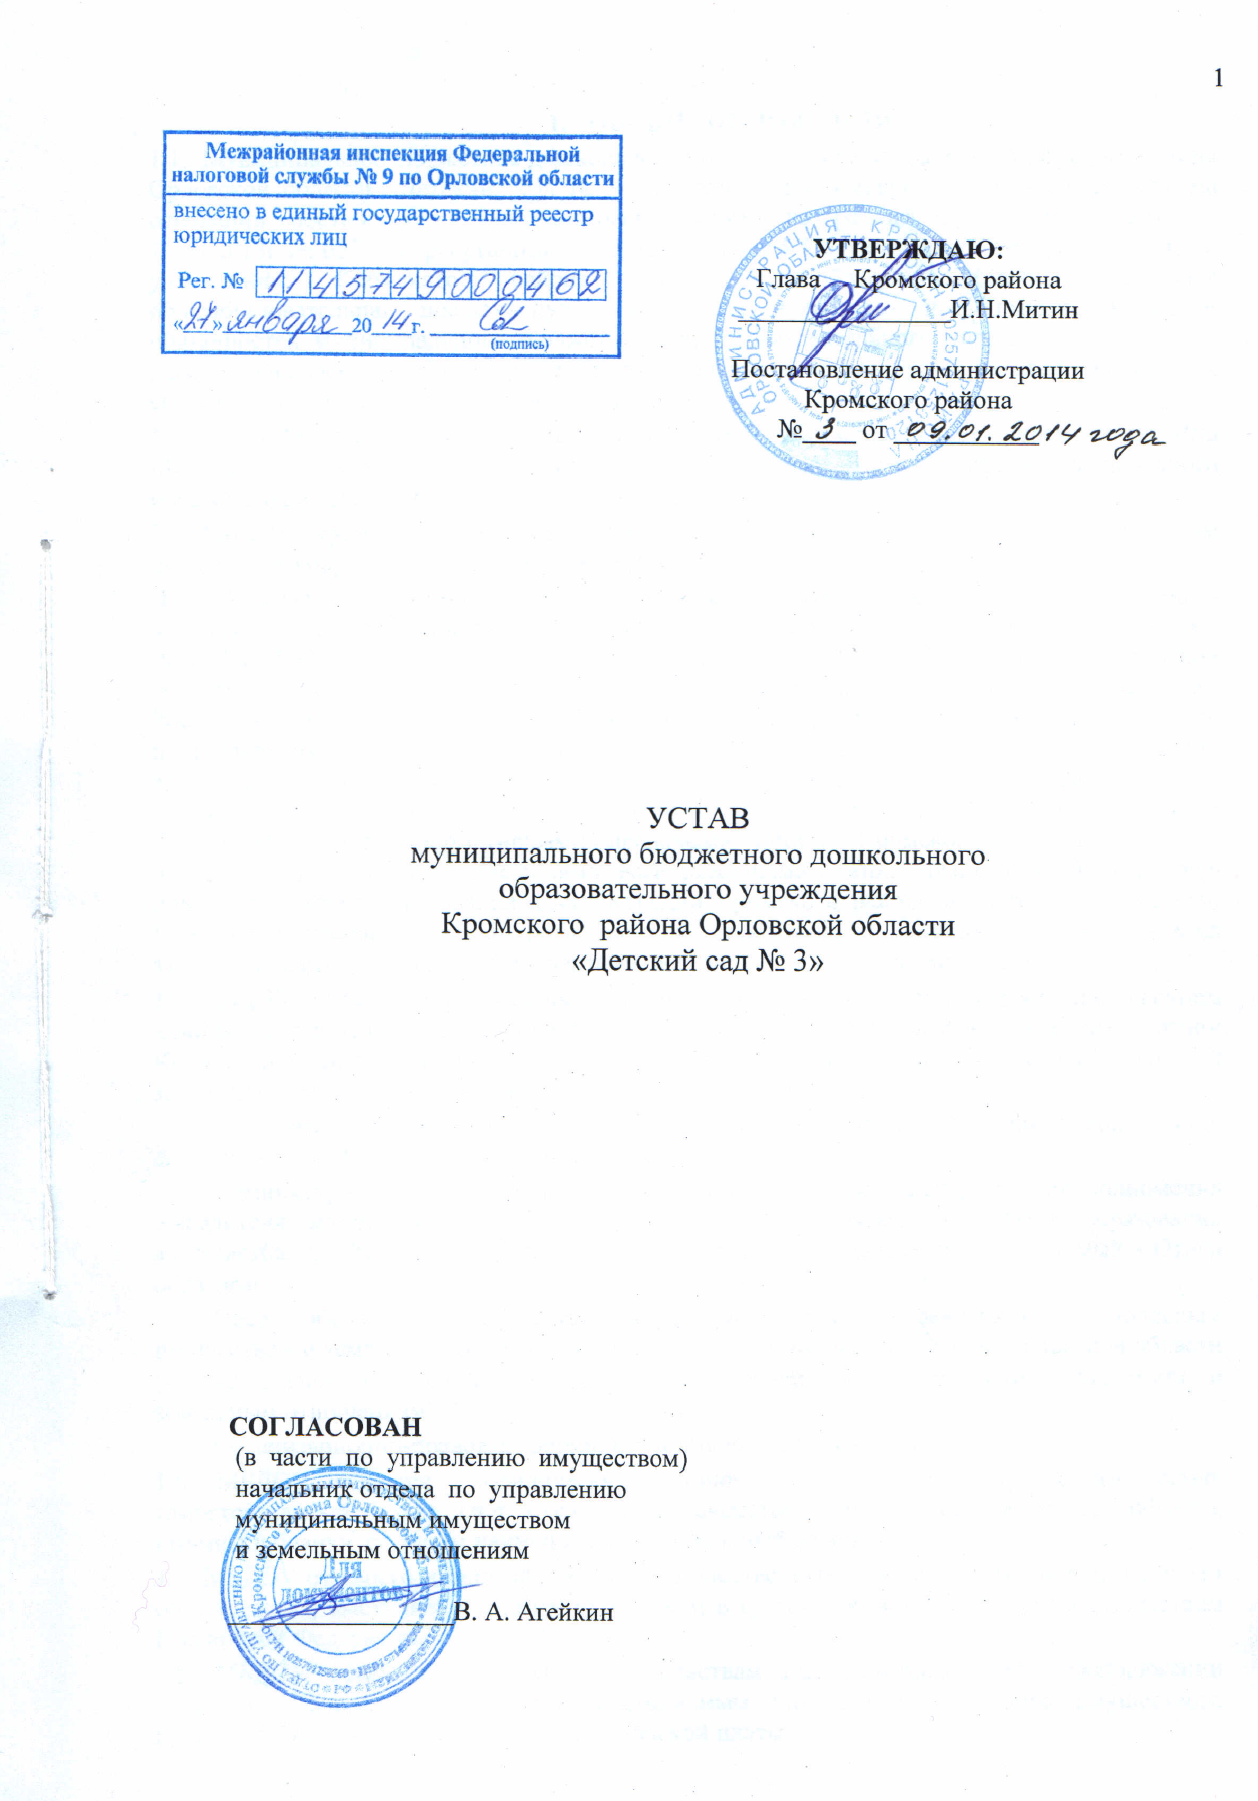 1
Межрайонная инспекция Федеральной
налоговой службы № 9 по Орловской области
внесено в единый государственный реестр
юридических лиц
Рег. № 1145749000462
«27» января 2014 г.
(подпись)
УТВЕРЖДАЮ:
Глава Кромского района
И.Н.Митин
Постановление администрации
Кромского района
№ 3 от 09.01.2014 года
УСТАВ
муниципального бюджетного дошкольного
образовательного учреждения
Кромского района Орловской области
«Детский сад № 3»
СОГЛАСОВАН
(в части по управлению имуществом)
начальник отдела по управлению
муниципальным имуществом
и земельным отношениям
Для
документов
В. А. Агейкин